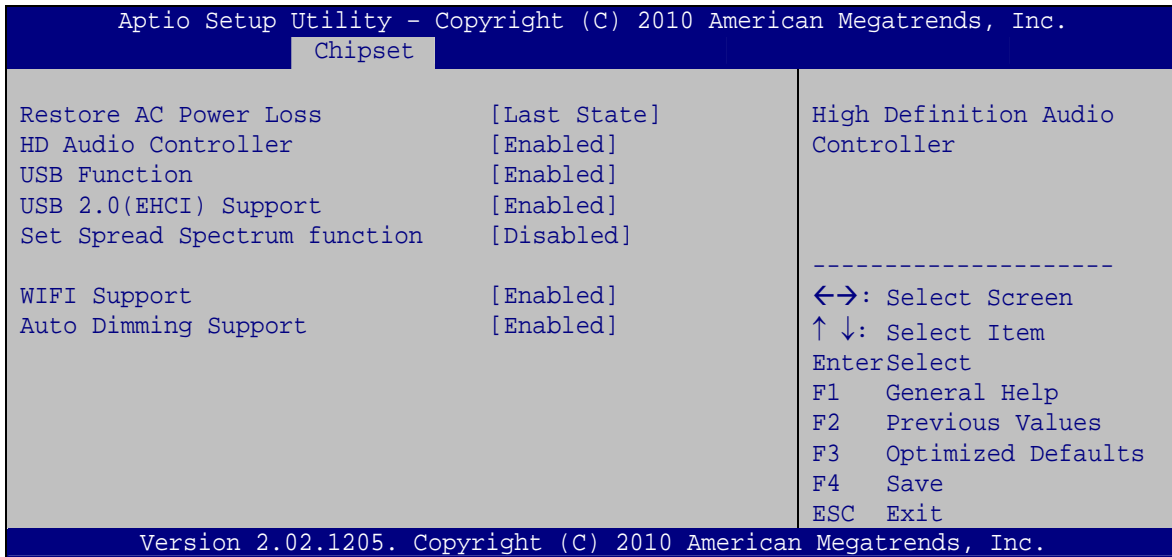 Aptio Setup Utility – Copyright (C) 2010 American Megatrends, Inc.
Chipset
Restore AC Power Loss [Last State]
HD Audio Controller [Enabled]
USB Function [Enabled]
USB 2.0(EHCI) Support [Enabled]
Set Spread Spectrum function [Disabled]
WIFI Support [Enabled]
Auto Dimming Support [Enabled]
High Definition Audio
Controller
---------------------
←→: Select Screen
↑ ↓: Select Item
EnterSelect
F1 General Help
F2 Previous Values
F3 Optimized Defaults
F4 Save
ESC Exit
Version 2.02.1205. Copyright (C) 2010 American Megatrends, Inc.